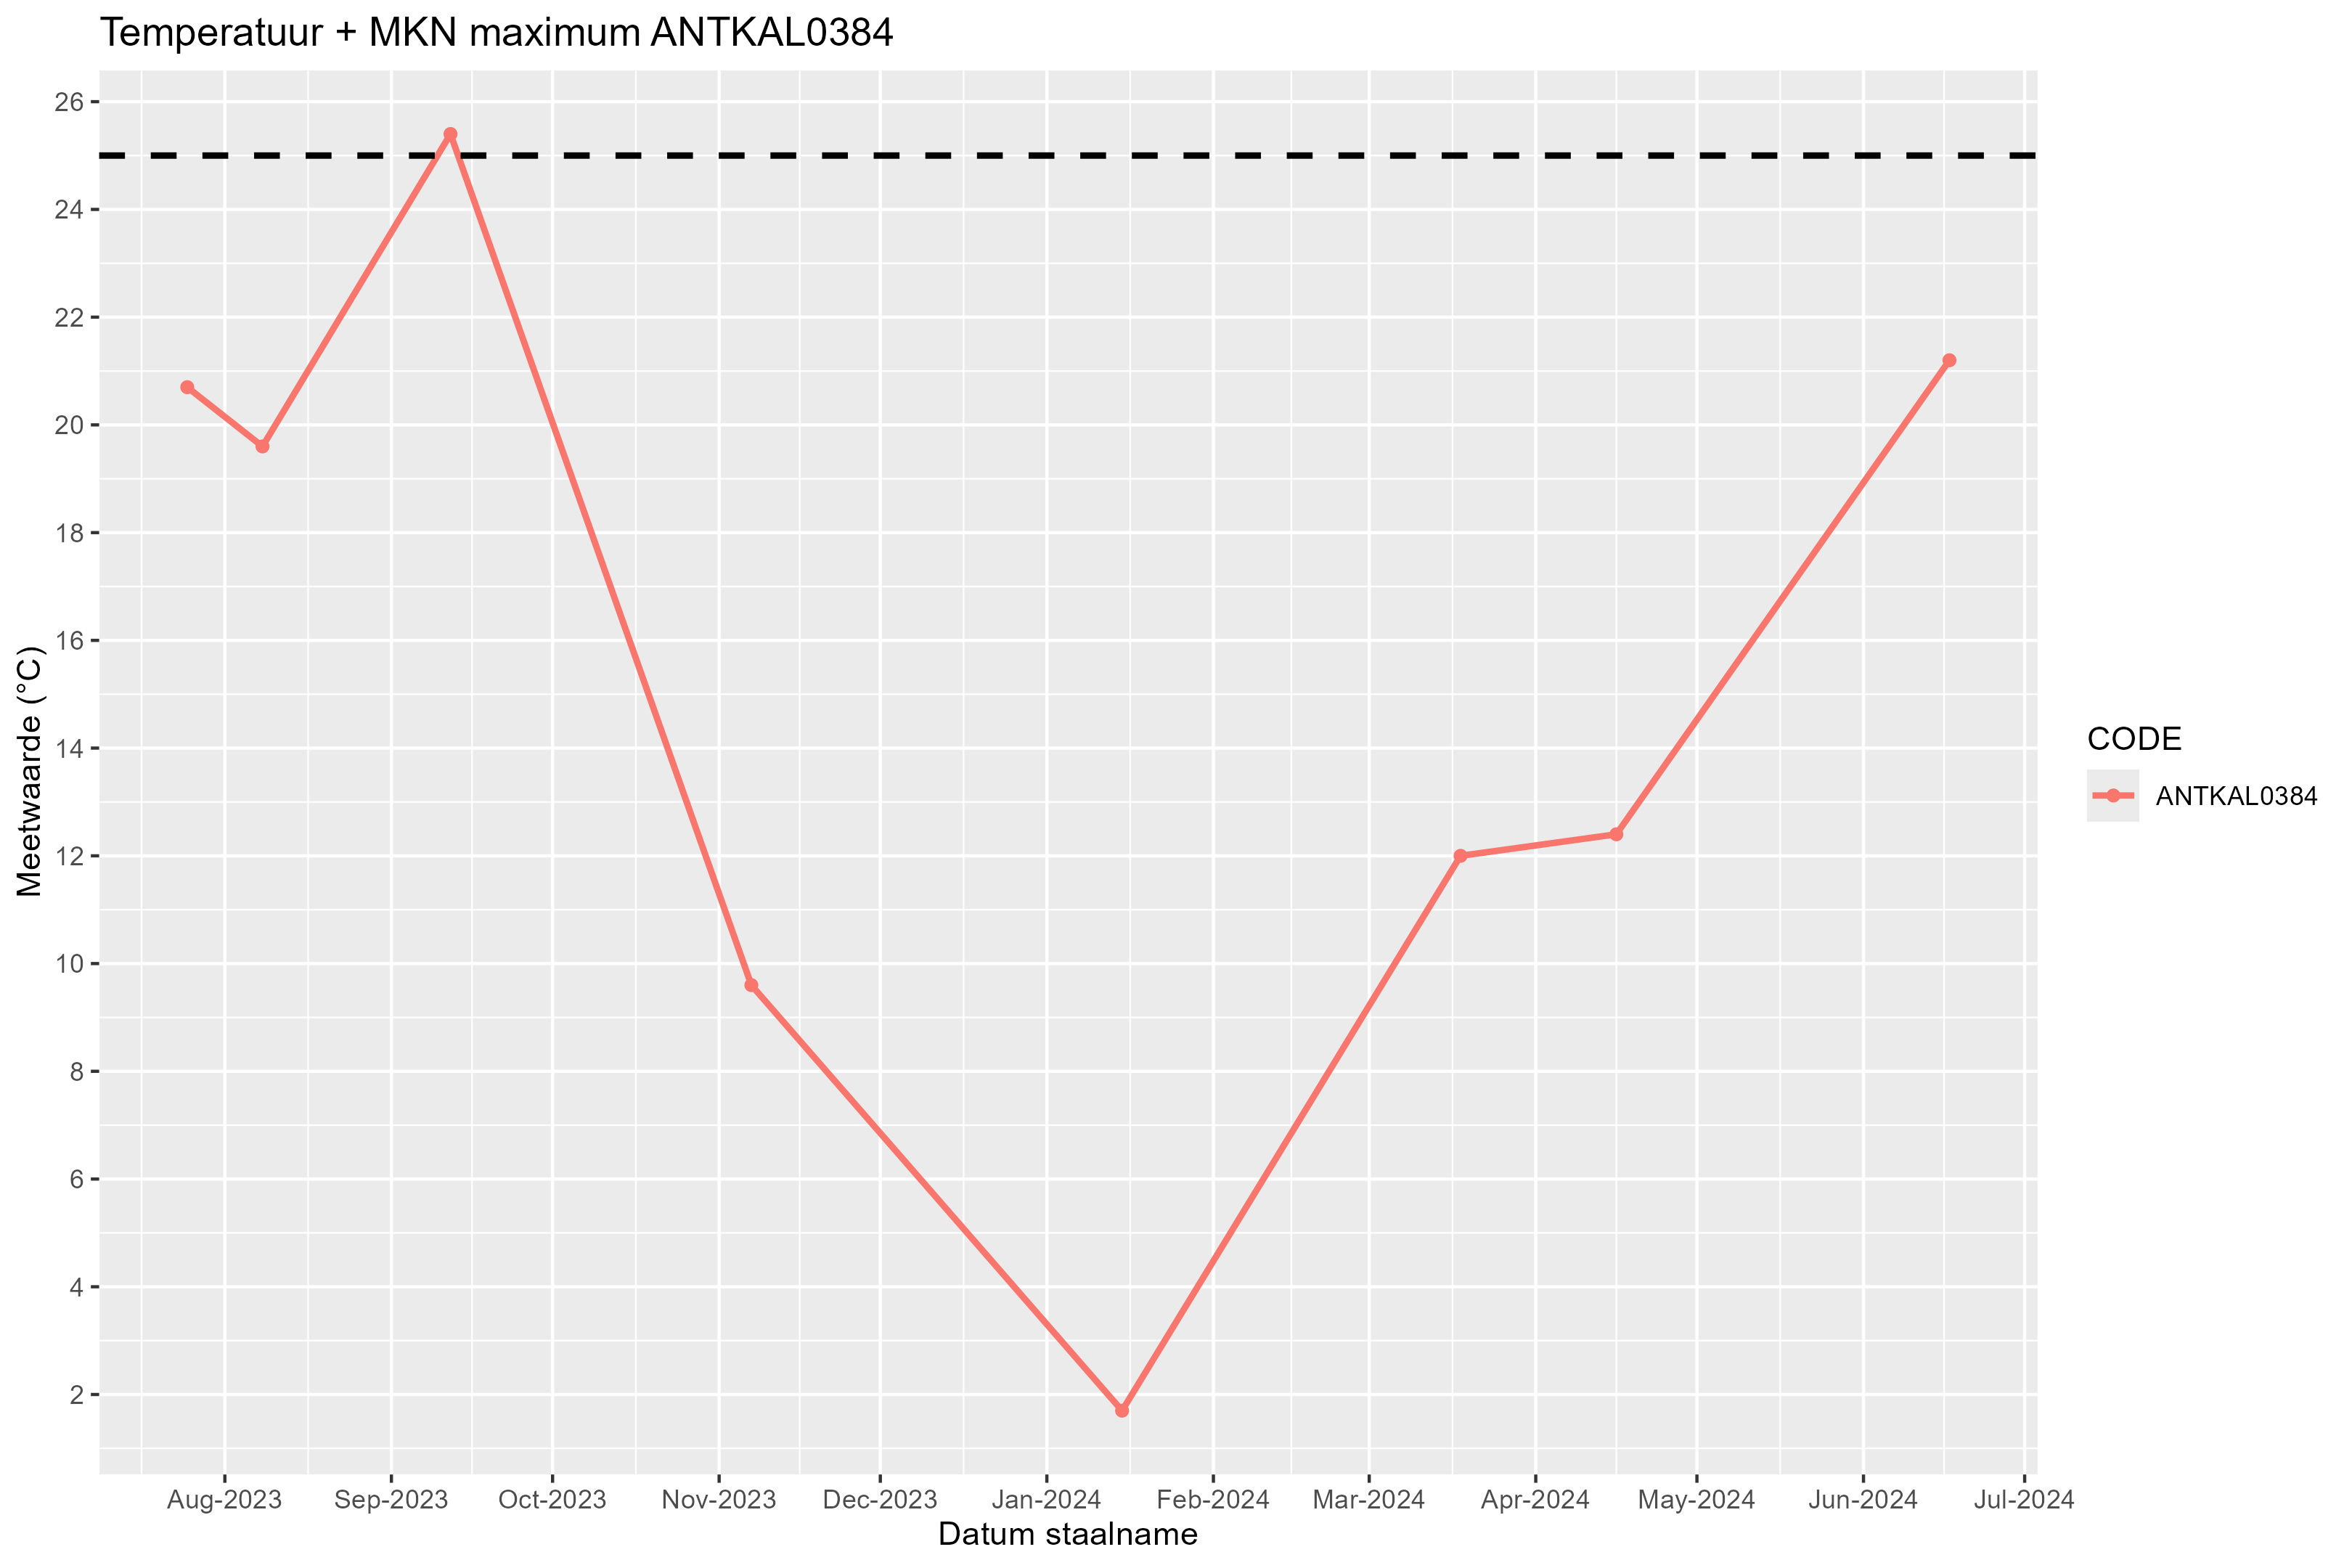 Temperatuur + MKN maximum ANTKAL0384
26
24
22
20
18
16
14
12
10
8
6
4
2
Meetwaarde (°C)
Aug-2023 Sep-2023 Oct-2023 Nov-2023 Dec-2023 Jan-2024 Feb-2024 Mar-2024 Apr-2024 May-2024 Jun-2024 Jul-2024
Datum staalname
CODE
ANTKAL0384